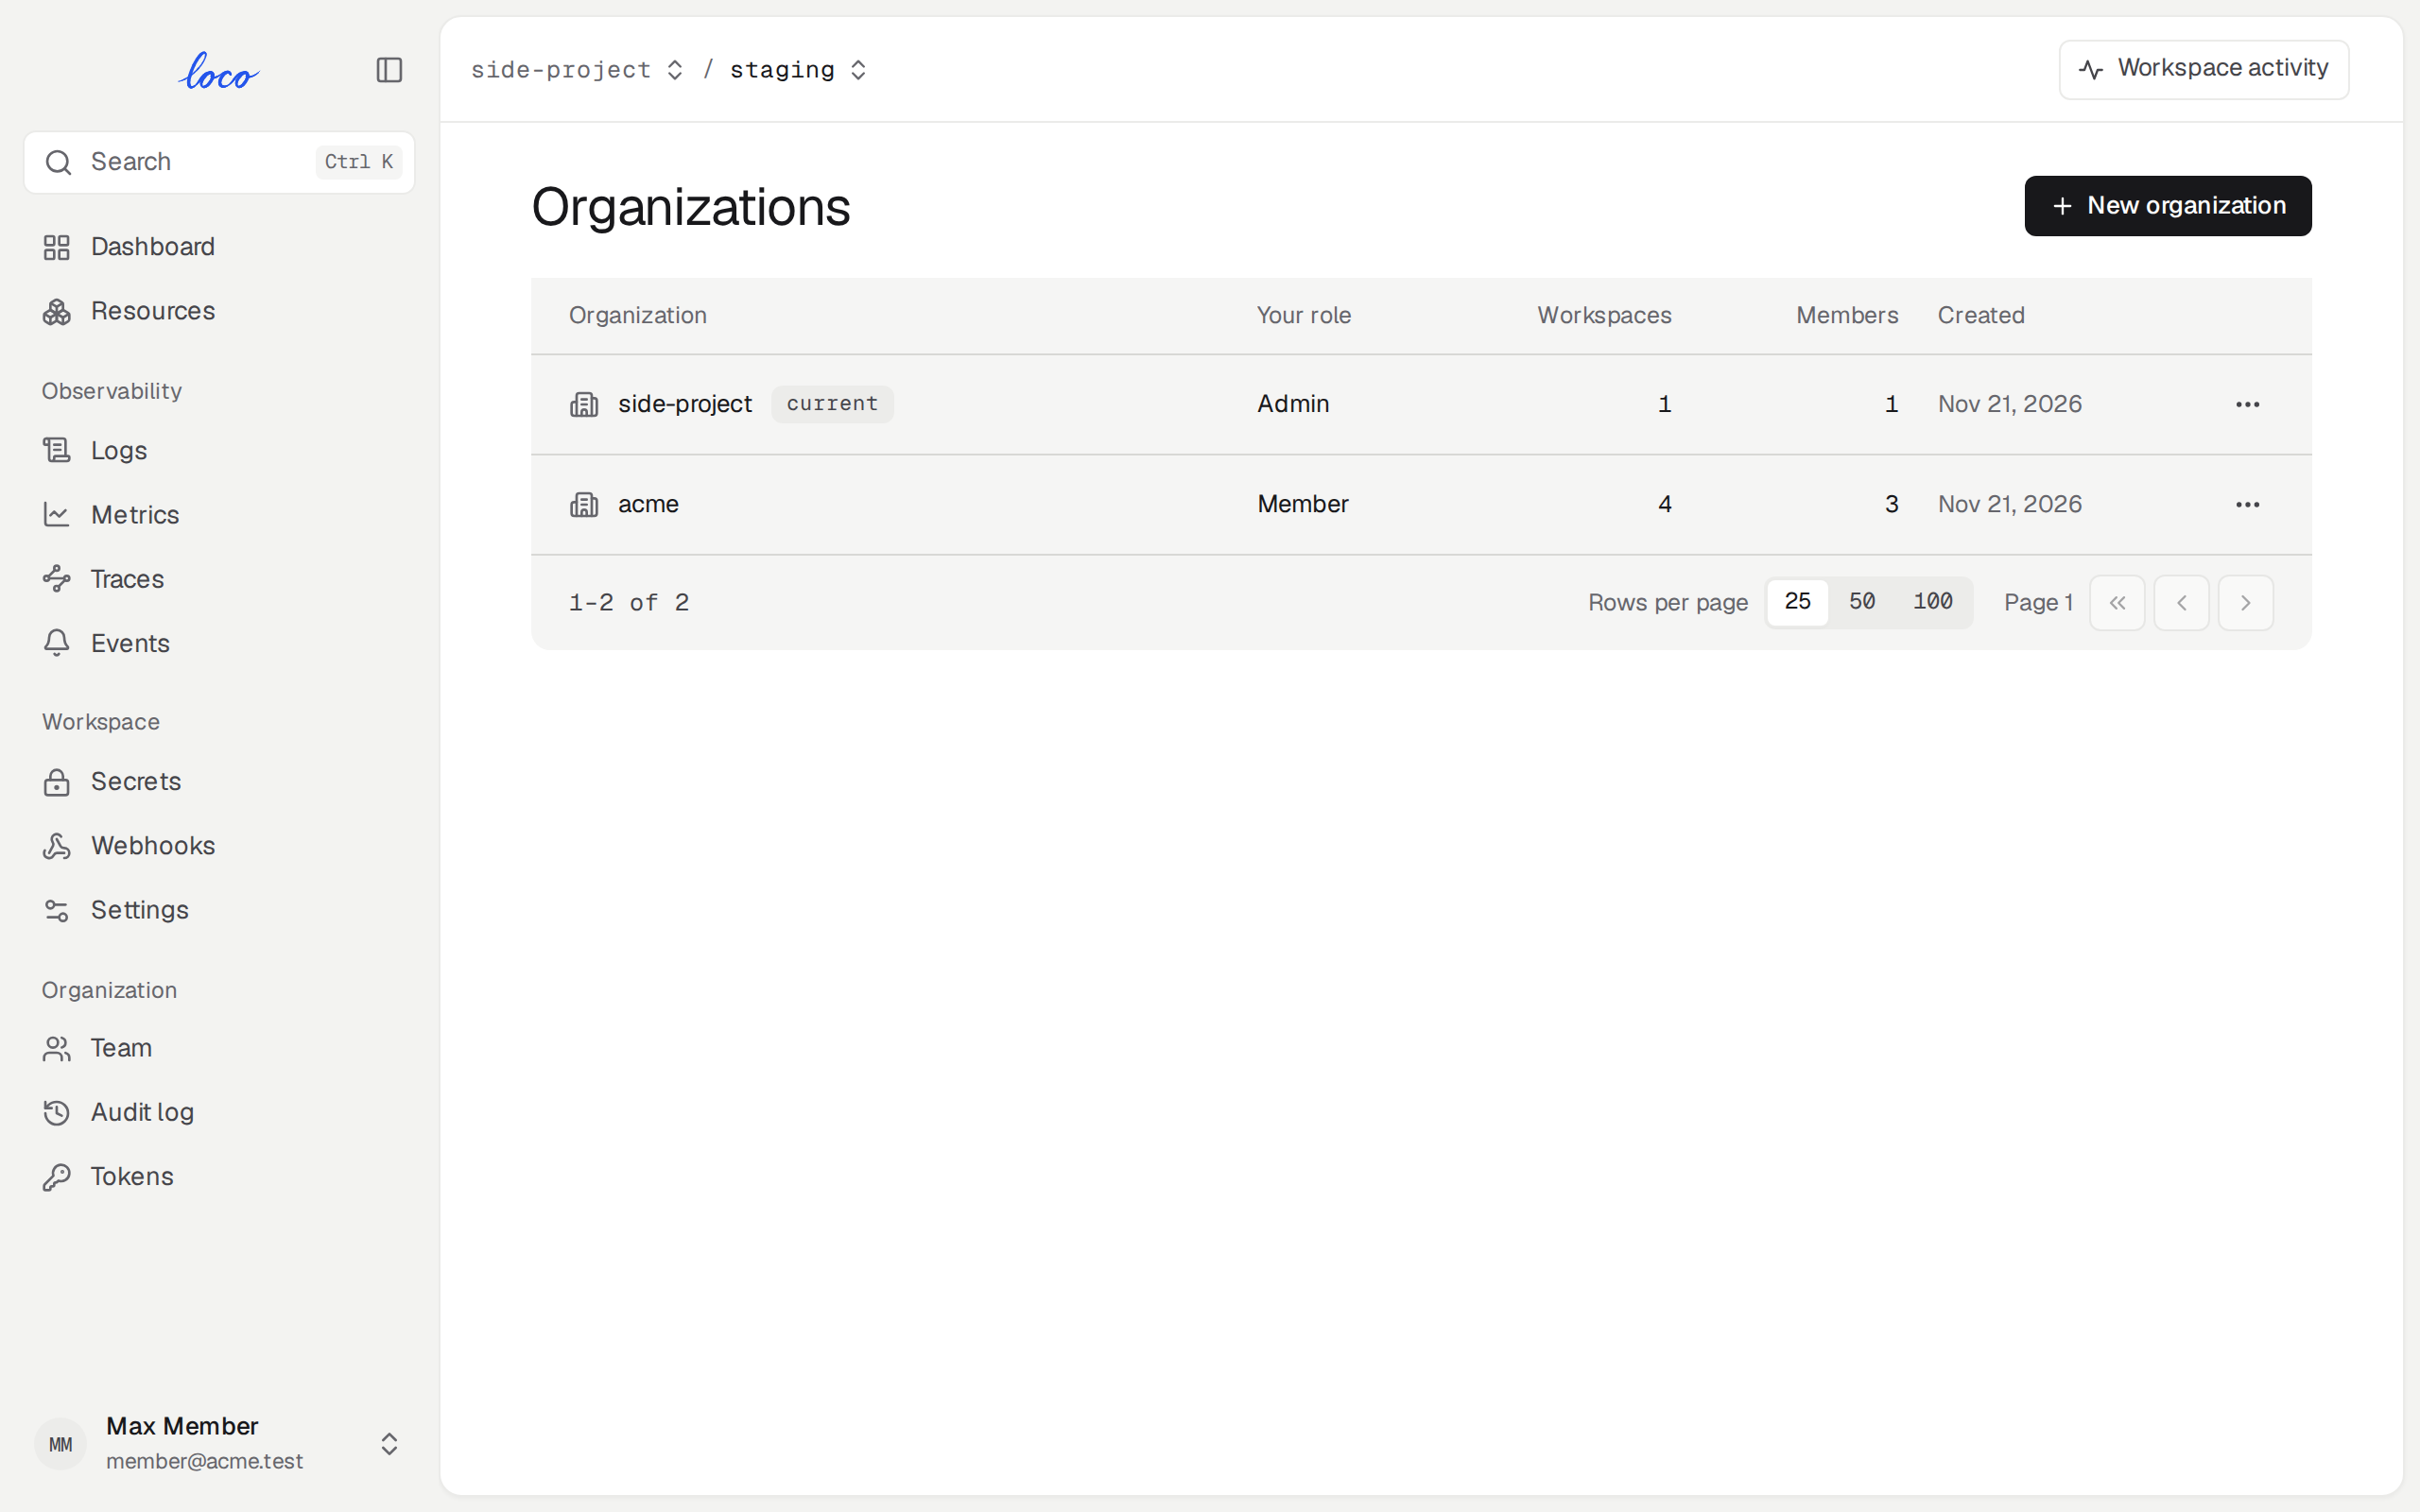 loco
Search Ctrl K
Dashboard
Resources
Observability
Logs
Metrics
Traces
Events
Workspace
Secrets
Webhooks
Settings
Organization
Team
Audit log
Tokens
MM
Max Member
member@acme.test
side-project / staging
Workspace activity
Organizations
New organization
Organization Your role Workspaces Members Created
side-project current Admin 1 1 Nov 21, 2026
acme Member 4 3 Nov 21, 2026
1-2 of 2 Rows per page 25 50 100 Page 1